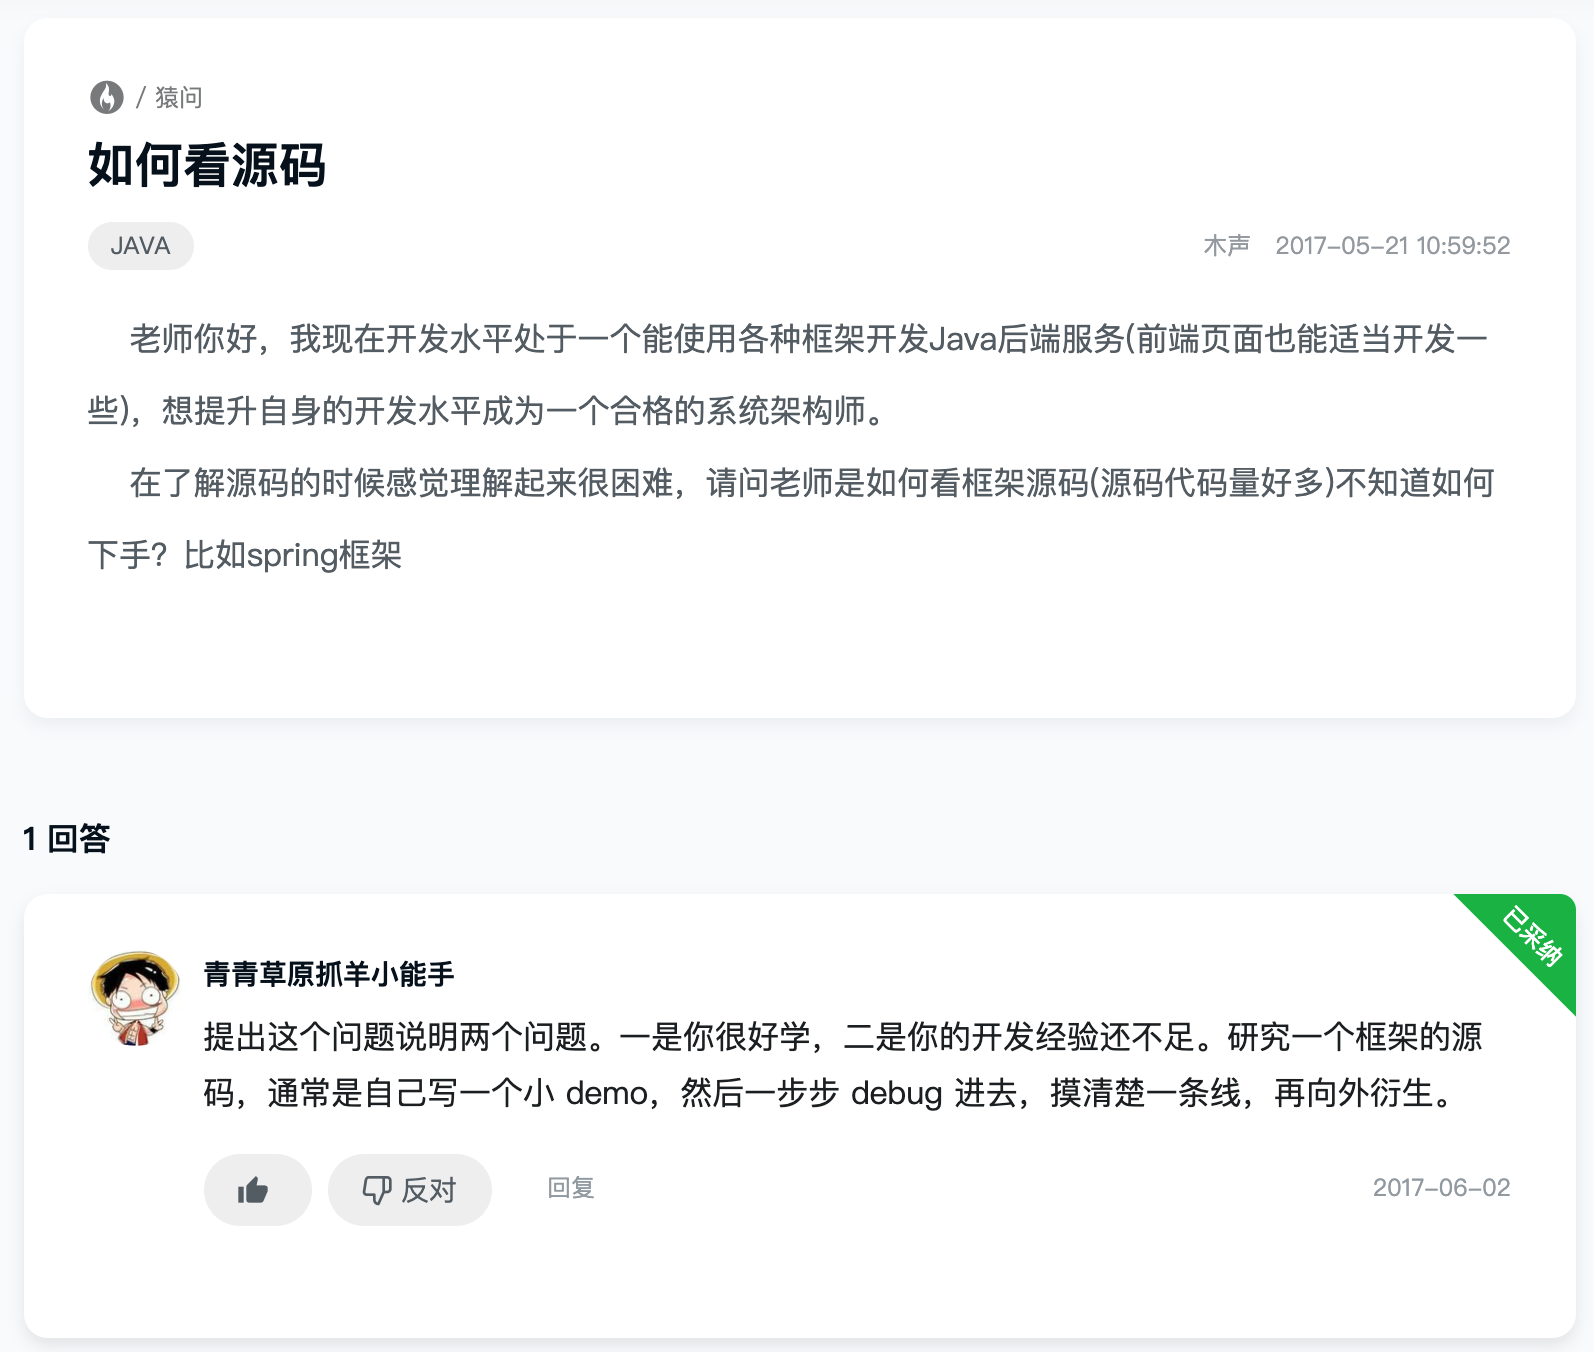 / 猿问
如何看源码
JAVA
木声 2017-05-21 10:59:52
老师你好，我现在开发水平处于一个能使用各种框架开发Java后端服务(前端页面也能适当开发一
些)，想提升自身的开发水平成为一个合格的系统架构师。
在了解源码的时候感觉理解起来很困难，请问老师是如何看框架源码(源码代码量好多)不知道如何
下手？比如spring框架
1 回答
已采纳
青青草原抓羊小能手
提出这个问题说明两个问题。一是你很好学，二是你的开发经验还不足。研究一个框架的源
码，通常是自己写一个小 demo，然后一步步 debug 进去，摸清楚一条线，再向外衍生。
反对 回复 2017-06-02